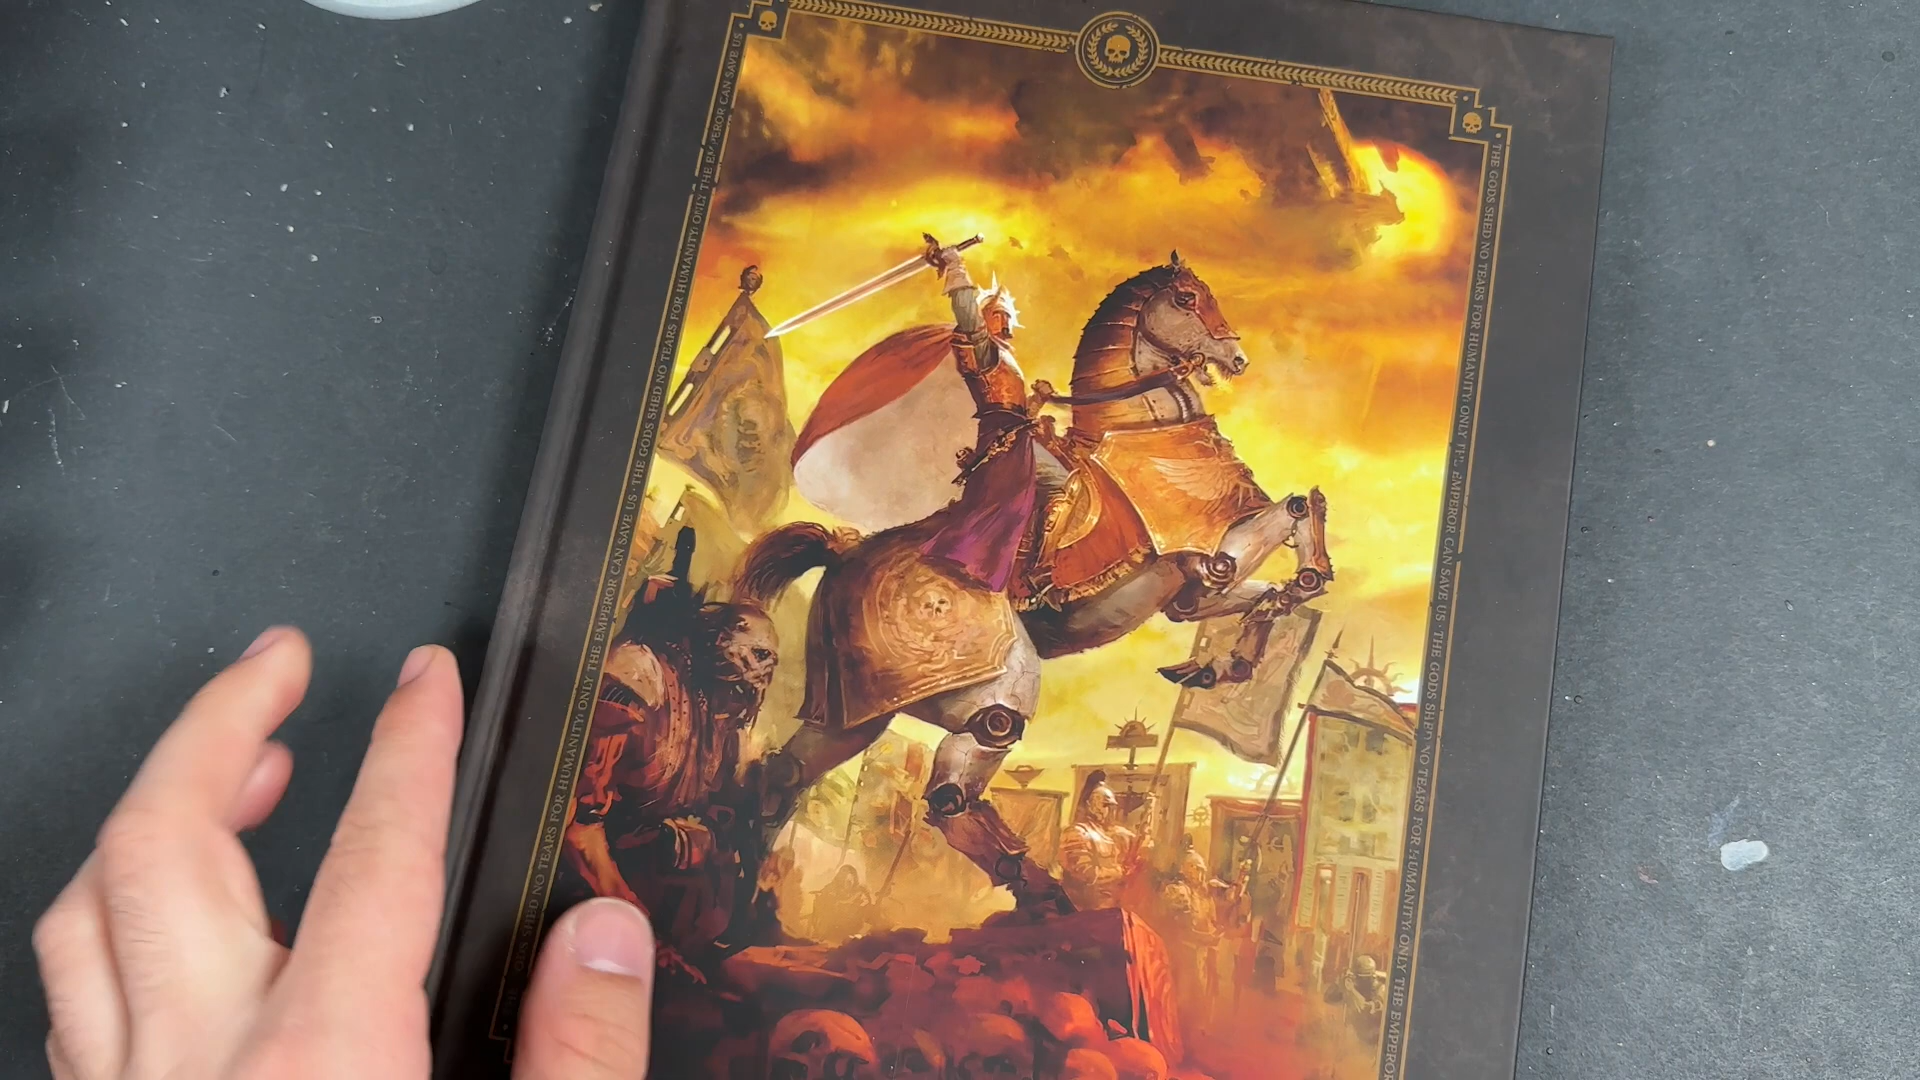 THE GODS SHED NO TEARS FOR HUMANITY; ONLY THE EMPEROR CAN SAVE US · THE GODS SHED NO TEARS FOR HUMANITY; ONLY THE EMPEROR CAN SAVE US
THE GODS SHED NO TEARS FOR HUMANITY; ONLY THE EMPEROR CAN SAVE US · THE GODS SHED NO TEARS FOR HUMANITY ONLY THE EMPEROR